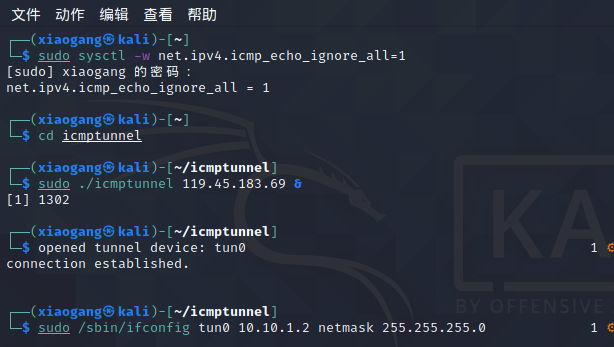 文件 动作 编辑 查看 帮助
┌──(xiaogang㉿kali)-[~]
└─$ sudo sysctl -w net.ipv4.icmp_echo_ignore_all=1
[sudo] xiaogang 的密码：
net.ipv4.icmp_echo_ignore_all = 1
┌──(xiaogang㉿kali)-[~]
└─$ cd icmptunnel
┌──(xiaogang㉿kali)-[~/icmptunnel]
└─$ sudo ./icmptunnel 119.45.183.69 &
[1] 1302
┌──(xiaogang㉿kali)-[~/icmptunnel]
└─$ opened tunnel device: tun0 1 ⚙
connection established.
┌──(xiaogang㉿kali)-[~/icmptunnel]
└─$ sudo /sbin/ifconfig tun0 10.10.1.2 netmask 255.255.255.0 1 ⚙
KA
BY OFFENSIVE